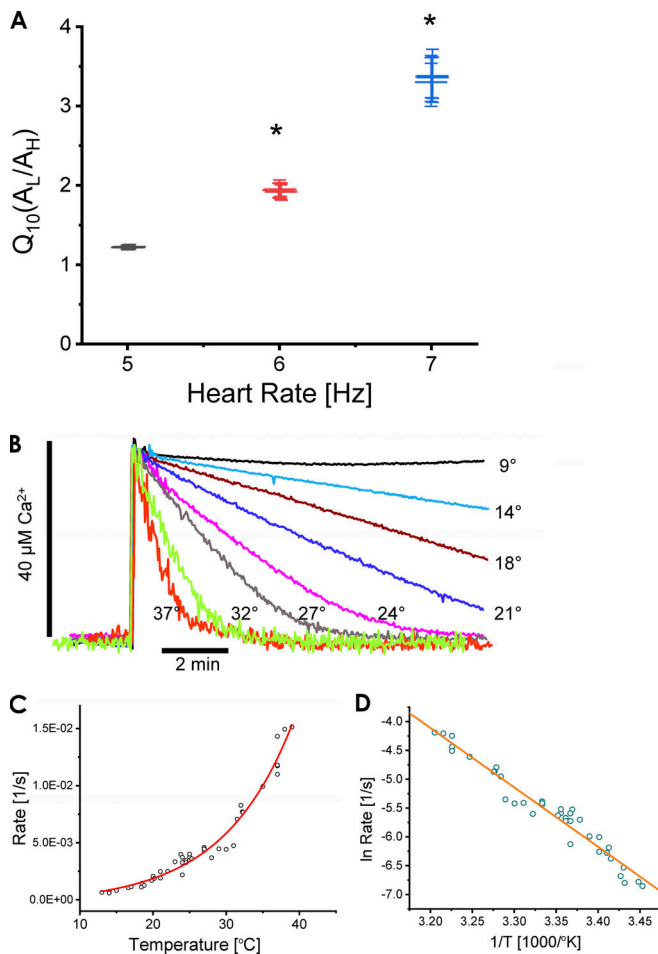 A
4
3
2
1
0
Q10(AL/AH)
*
*
5
6
7
Heart Rate [Hz]
B
40 μM Ca²⁺
9°
14°
18°
21°
37° 32° 27° 24°
2 min
C
1.5E-02
1.0E-02
5.0E-03
0.0E+00
Rate [1/s]
10 20 30 40
Temperature [°C]
D
-4.0
-4.5
-5.0
-5.5
-6.0
-6.5
-7.0
ln Rate [1/s]
3.20 3.25 3.30 3.35 3.40 3.45
1/T [1000/°K]